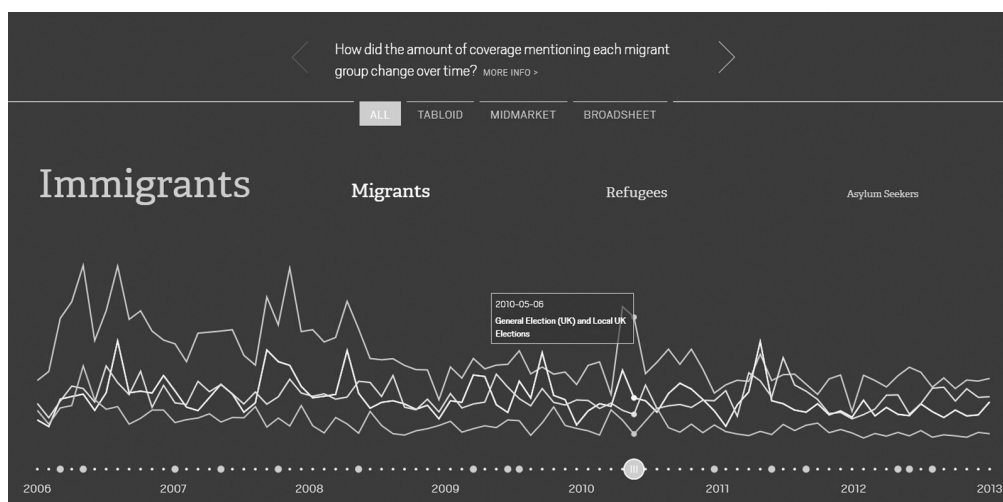 How did the amount of coverage mentioning each migrant
group change over time? MORE INFO >
ALL TABLOID MIDMARKET BROADSHEET
Immigrants Migrants Refugees Asylum Seekers
2010-05-06
General Election (UK) and Local UK
Elections
2006 2007 2008 2009 2010 2011 2012 2013